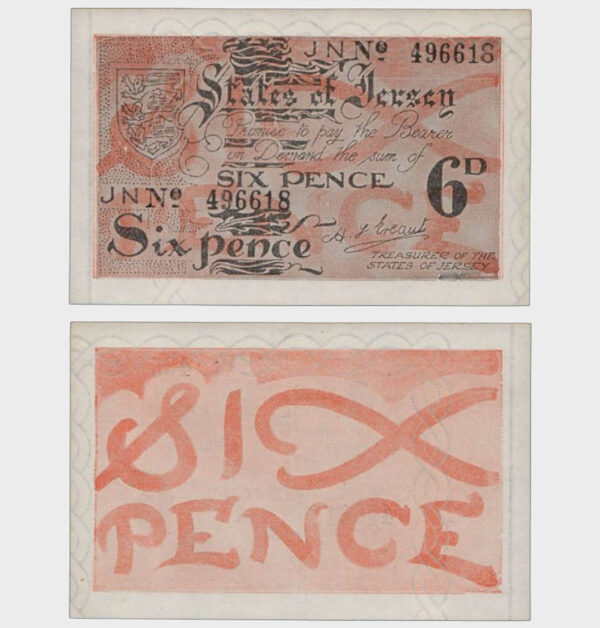 JNNº 496618
States of Jersey
Promise to pay the Bearer
on Demand the sum of
SIX PENCE
6D
JNNº 496618
Six pence
H J Ereaut
TREASURER OF THE
STATES OF JERSEY
SIX
PENCE